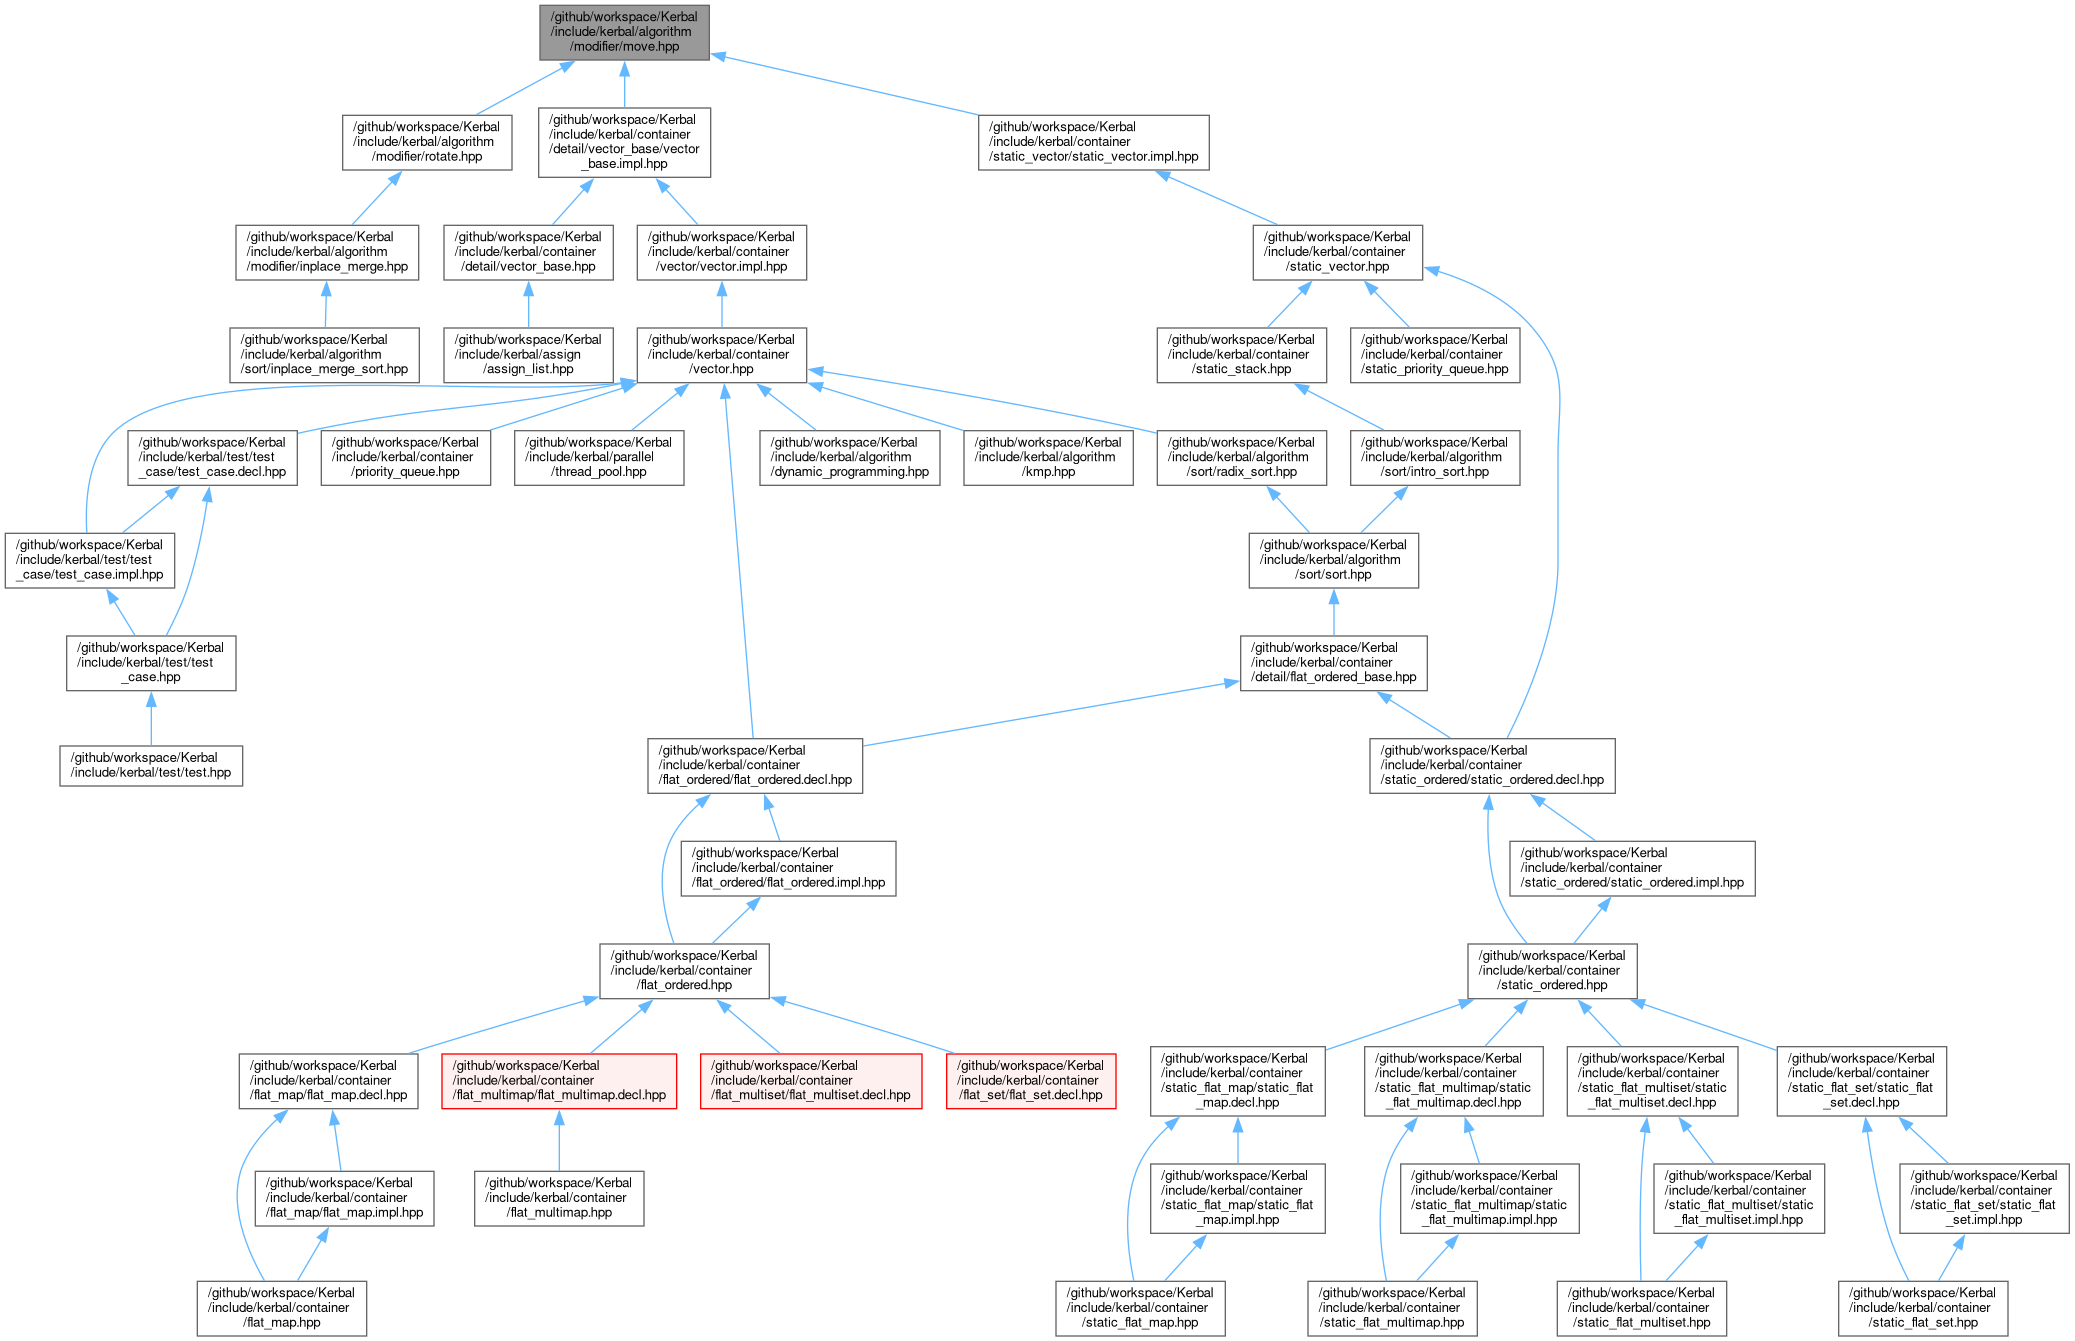 /github/workspace/Kerbal
/include/kerbal/algorithm
/modifier/move.hpp
/github/workspace/Kerbal
/include/kerbal/algorithm
/modifier/rotate.hpp
/github/workspace/Kerbal
/include/kerbal/container
/detail/vector_base/vector
_base.impl.hpp
/github/workspace/Kerbal
/include/kerbal/container
/static_vector/static_vector.impl.hpp
/github/workspace/Kerbal
/include/kerbal/algorithm
/modifier/inplace_merge.hpp
/github/workspace/Kerbal
/include/kerbal/container
/detail/vector_base.hpp
/github/workspace/Kerbal
/include/kerbal/container
/vector/vector.impl.hpp
/github/workspace/Kerbal
/include/kerbal/container
/static_vector.hpp
/github/workspace/Kerbal
/include/kerbal/algorithm
/sort/inplace_merge_sort.hpp
/github/workspace/Kerbal
/include/kerbal/assign
/assign_list.hpp
/github/workspace/Kerbal
/include/kerbal/container
/vector.hpp
/github/workspace/Kerbal
/include/kerbal/container
/static_stack.hpp
/github/workspace/Kerbal
/include/kerbal/container
/static_priority_queue.hpp
/github/workspace/Kerbal
/include/kerbal/test/test
_case/test_case.decl.hpp
/github/workspace/Kerbal
/include/kerbal/container
/priority_queue.hpp
/github/workspace/Kerbal
/include/kerbal/parallel
/thread_pool.hpp
/github/workspace/Kerbal
/include/kerbal/algorithm
/dynamic_programming.hpp
/github/workspace/Kerbal
/include/kerbal/algorithm
/kmp.hpp
/github/workspace/Kerbal
/include/kerbal/algorithm
/sort/radix_sort.hpp
/github/workspace/Kerbal
/include/kerbal/algorithm
/sort/intro_sort.hpp
/github/workspace/Kerbal
/include/kerbal/test/test
_case/test_case.impl.hpp
/github/workspace/Kerbal
/include/kerbal/algorithm
/sort/sort.hpp
/github/workspace/Kerbal
/include/kerbal/test/test
_case.hpp
/github/workspace/Kerbal
/include/kerbal/container
/detail/flat_ordered_base.hpp
/github/workspace/Kerbal
/include/kerbal/test/test.hpp
/github/workspace/Kerbal
/include/kerbal/container
/flat_ordered/flat_ordered.decl.hpp
/github/workspace/Kerbal
/include/kerbal/container
/static_ordered/static_ordered.decl.hpp
/github/workspace/Kerbal
/include/kerbal/container
/flat_ordered/flat_ordered.impl.hpp
/github/workspace/Kerbal
/include/kerbal/container
/static_ordered/static_ordered.impl.hpp
/github/workspace/Kerbal
/include/kerbal/container
/flat_ordered.hpp
/github/workspace/Kerbal
/include/kerbal/container
/static_ordered.hpp
/github/workspace/Kerbal
/include/kerbal/container
/flat_map/flat_map.decl.hpp
/github/workspace/Kerbal
/include/kerbal/container
/flat_multimap/flat_multimap.decl.hpp
/github/workspace/Kerbal
/include/kerbal/container
/flat_multiset/flat_multiset.decl.hpp
/github/workspace/Kerbal
/include/kerbal/container
/flat_set/flat_set.decl.hpp
/github/workspace/Kerbal
/include/kerbal/container
/static_flat_map/static_flat
_map.decl.hpp
/github/workspace/Kerbal
/include/kerbal/container
/static_flat_multimap/static
_flat_multimap.decl.hpp
/github/workspace/Kerbal
/include/kerbal/container
/static_flat_multiset/static
_flat_multiset.decl.hpp
/github/workspace/Kerbal
/include/kerbal/container
/static_flat_set/static_flat
_set.decl.hpp
/github/workspace/Kerbal
/include/kerbal/container
/flat_map/flat_map.impl.hpp
/github/workspace/Kerbal
/include/kerbal/container
/flat_multimap.hpp
/github/workspace/Kerbal
/include/kerbal/container
/static_flat_map/static_flat
_map.impl.hpp
/github/workspace/Kerbal
/include/kerbal/container
/static_flat_multimap/static
_flat_multimap.impl.hpp
/github/workspace/Kerbal
/include/kerbal/container
/static_flat_multiset/static
_flat_multiset.impl.hpp
/github/workspace/Kerbal
/include/kerbal/container
/static_flat_set/static_flat
_set.impl.hpp
/github/workspace/Kerbal
/include/kerbal/container
/flat_map.hpp
/github/workspace/Kerbal
/include/kerbal/container
/static_flat_map.hpp
/github/workspace/Kerbal
/include/kerbal/container
/static_flat_multimap.hpp
/github/workspace/Kerbal
/include/kerbal/container
/static_flat_multiset.hpp
/github/workspace/Kerbal
/include/kerbal/container
/static_flat_set.hpp